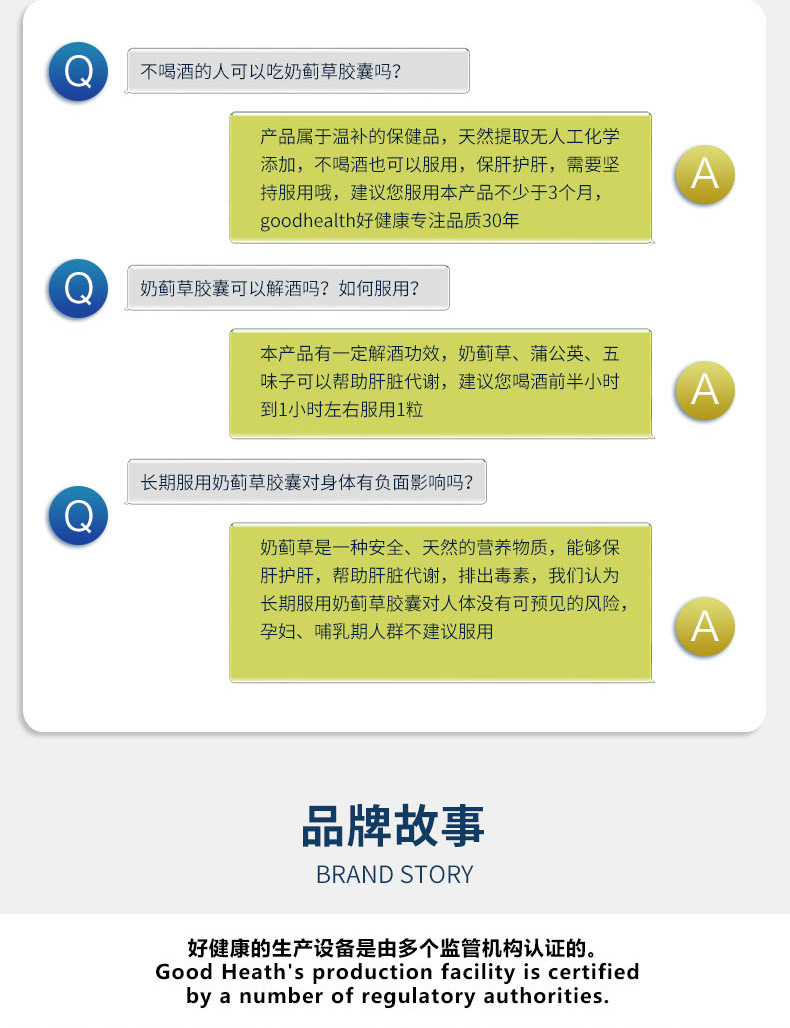 Q
不喝酒的人可以吃奶蓟草胶囊吗？
产品属于温补的保健品，天然提取无人工化学
添加，不喝酒也可以服用，保肝护肝，需要坚
持服用哦，建议您服用本产品不少于3个月，
goodhealth好健康专注品质30年
A
Q
奶蓟草胶囊可以解酒吗？如何服用？
本产品有一定解酒功效，奶蓟草、蒲公英、五
味子可以帮助肝脏代谢，建议您喝酒前半小时
到1小时左右服用1粒
A
Q
长期服用奶蓟草胶囊对身体有负面影响吗？
奶蓟草是一种安全、天然的营养物质，能够保
肝护肝，帮助肝脏代谢，排出毒素，我们认为
长期服用奶蓟草胶囊对人体没有可预见的风险，
孕妇、哺乳期人群不建议服用
A
品牌故事
BRAND STORY
好健康的生产设备是由多个监管机构认证的。
Good Heath's production facility is certified
by a number of regulatory authorities.